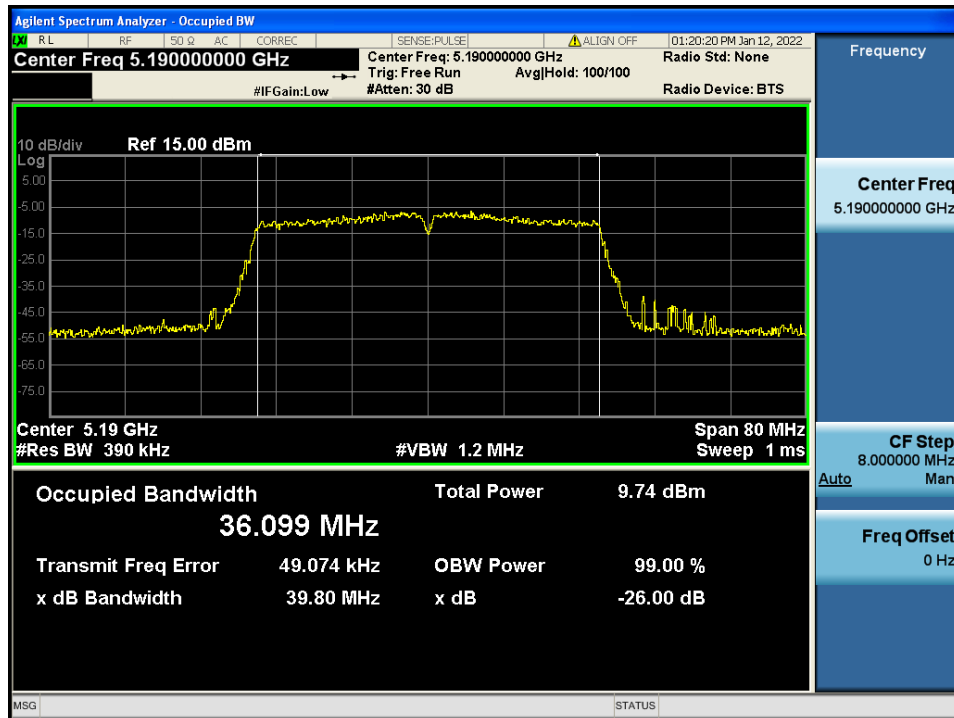 Agilent Spectrum Analyzer - Occupied BW
LXI RL RF 50 Ω AC CORREC SENSE:PULSE ALIGN OFF 01:20:20 PM Jan 12, 2022
Center Freq 5.190000000 GHz
Center Freq: 5.190000000 GHz
Radio Std: None
Trig: Free Run Avg|Hold: 100/100
#IFGain:Low
#Atten: 30 dB
Radio Device: BTS
10 dB/div Ref 15.00 dBm
Log
5.00
-5.00
-15.0
-25.0
-35.0
-45.0
-55.0
-65.0
-75.0
Center 5.19 GHz Span 80 MHz
#Res BW 390 kHz #VBW 1.2 MHz Sweep 1 ms
Occupied Bandwidth Total Power 9.74 dBm
36.099 MHz
Transmit Freq Error 49.074 kHz OBW Power 99.00 %
x dB Bandwidth 39.80 MHz x dB -26.00 dB
MSG STATUS
Frequency
Center Freq
5.190000000 GHz
CF Step
8.000000 MHz
Auto Man
Freq Offset
0 Hz